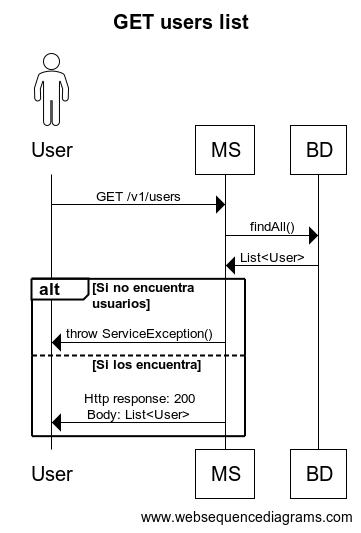 GET users list
User
MS
BD
GET /v1/users
findAll()
List<User>
alt
[Si no encuentra
usuarios]
throw ServiceException()
[Si los encuentra]
Http response: 200
Body: List<User>
User
MS
BD
www.websequencediagrams.com